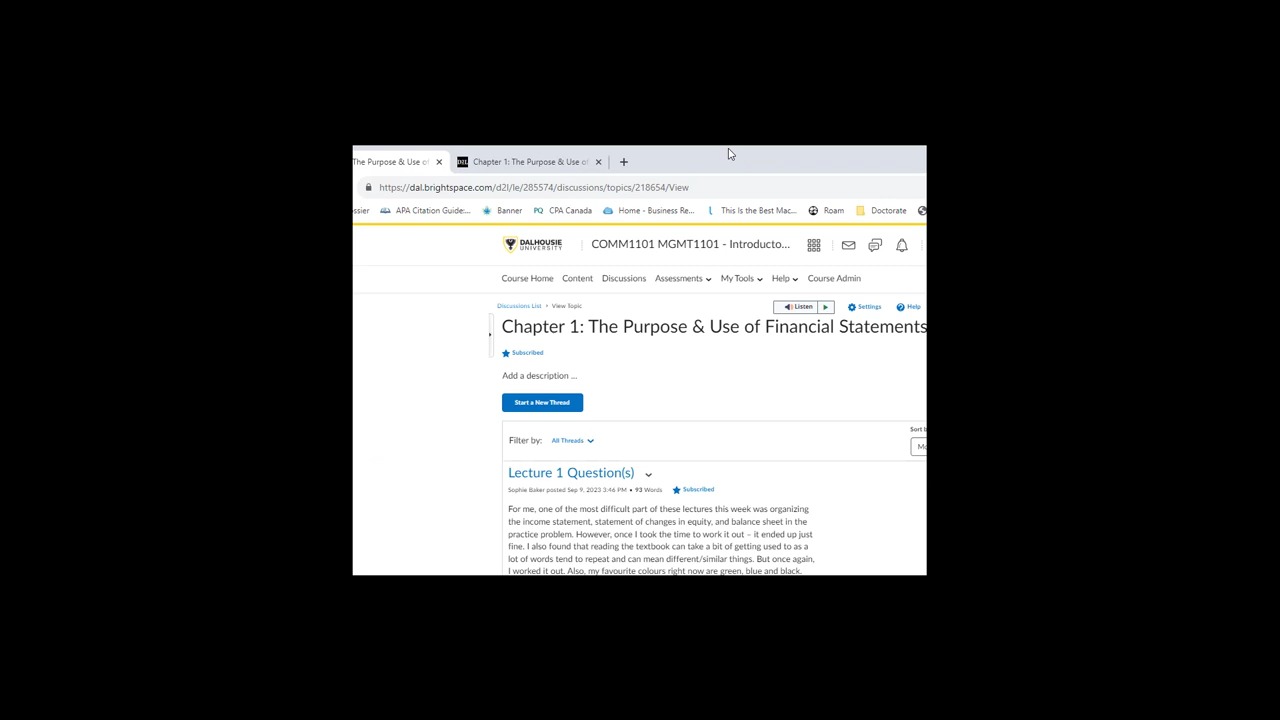 The Purpose & Use of
Chapter 1: The Purpose & Use of
https://dal.brightspace.com/d2l/le/285574/discussions/topics/218654/View
ossier APA Citation Guide:... Banner PQ CPA Canada Home - Business Re... This Is the Best Mac... Roam Doctorate
DALHOUSIE UNIVERSITY COMM1101 MGMT1101 - Introducto...
Course Home Content Discussions Assessments My Tools Help Course Admin
Discussions List View Topic Listen Settings Help
Chapter 1: The Purpose & Use of Financial Statements
Subscribed
Add a description ...
Start a New Thread
Sort b
Filter by: All Threads
Mo
Lecture 1 Question(s)
Sophie Baker posted Sep 9, 2023 3:46 PM • 93 Words Subscribed
For me, one of the most difficult part of these lectures this week was organizing
the income statement, statement of changes in equity, and balance sheet in the
practice problem. However, once I took the time to work it out – it ended up just
fine. I also found that reading the textbook can take a bit of getting used to as a
lot of words tend to repeat and can mean different/similar things. But once again,
I worked it out. Also, my favourite colours right now are green, blue and black.